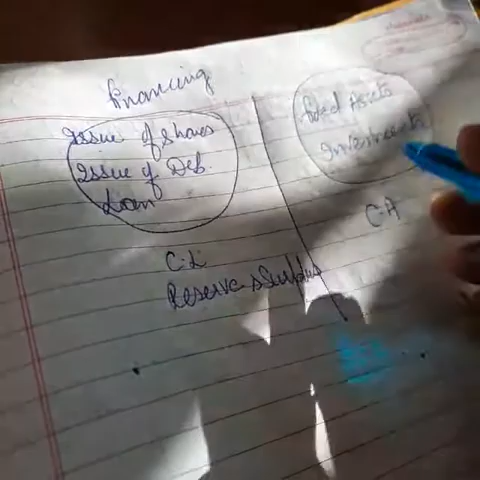 financing
Issue of Shares
Issue of Deb.
Loan
C.L
Reserve & Surplus
fixed Assets
Investments
C.A